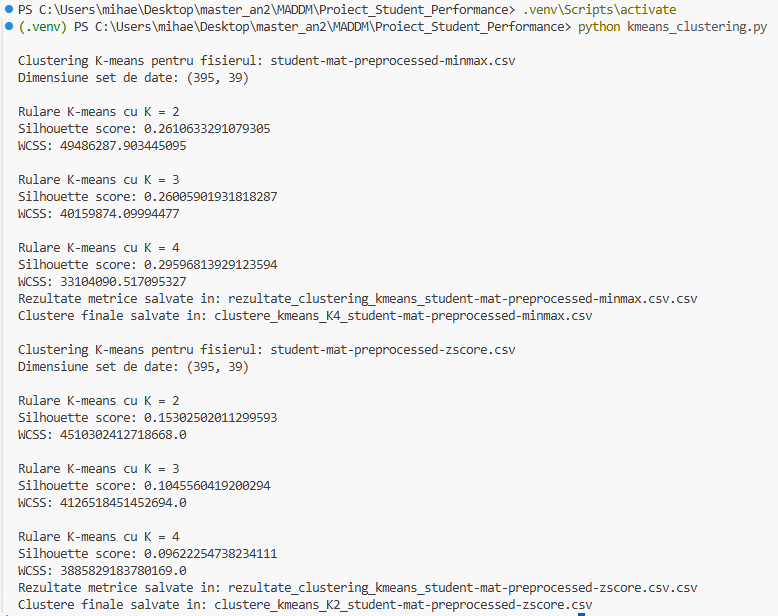 PS C:\Users\mihae\Desktop\master_an2\MADDM\Proiect_Student_Performance> .venv\Scripts\activate
(.venv) PS C:\Users\mihae\Desktop\master_an2\MADDM\Proiect_Student_Performance> python kmeans_clustering.py
Clustering K-means pentru fisierul: student-mat-preprocessed-minmax.csv
Dimensiune set de date: (395, 39)
Rulare K-means cu K = 2
Silhouette score: 0.2610633291079305
WCSS: 49486287.903445095
Rulare K-means cu K = 3
Silhouette score: 0.26005901931818287
WCSS: 40159874.09994477
Rulare K-means cu K = 4
Silhouette score: 0.29596813929123594
WCSS: 33104090.517095327
Rezultate metrice salvate in: rezultate_clustering_kmeans_student-mat-preprocessed-minmax.csv.csv
Clustere finale salvate in: clustere_kmeans_K4_student-mat-preprocessed-minmax.csv
Clustering K-means pentru fisierul: student-mat-preprocessed-zscore.csv
Dimensiune set de date: (395, 39)
Rulare K-means cu K = 2
Silhouette score: 0.15302502011299593
WCSS: 4510302412718668.0
Rulare K-means cu K = 3
Silhouette score: 0.1045560419200294
WCSS: 4126518451452694.0
Rulare K-means cu K = 4
Silhouette score: 0.09622254738234111
WCSS: 3885829183780169.0
Rezultate metrice salvate in: rezultate_clustering_kmeans_student-mat-preprocessed-zscore.csv.csv
Clustere finale salvate in: clustere_kmeans_K2_student-mat-preprocessed-zscore.csv